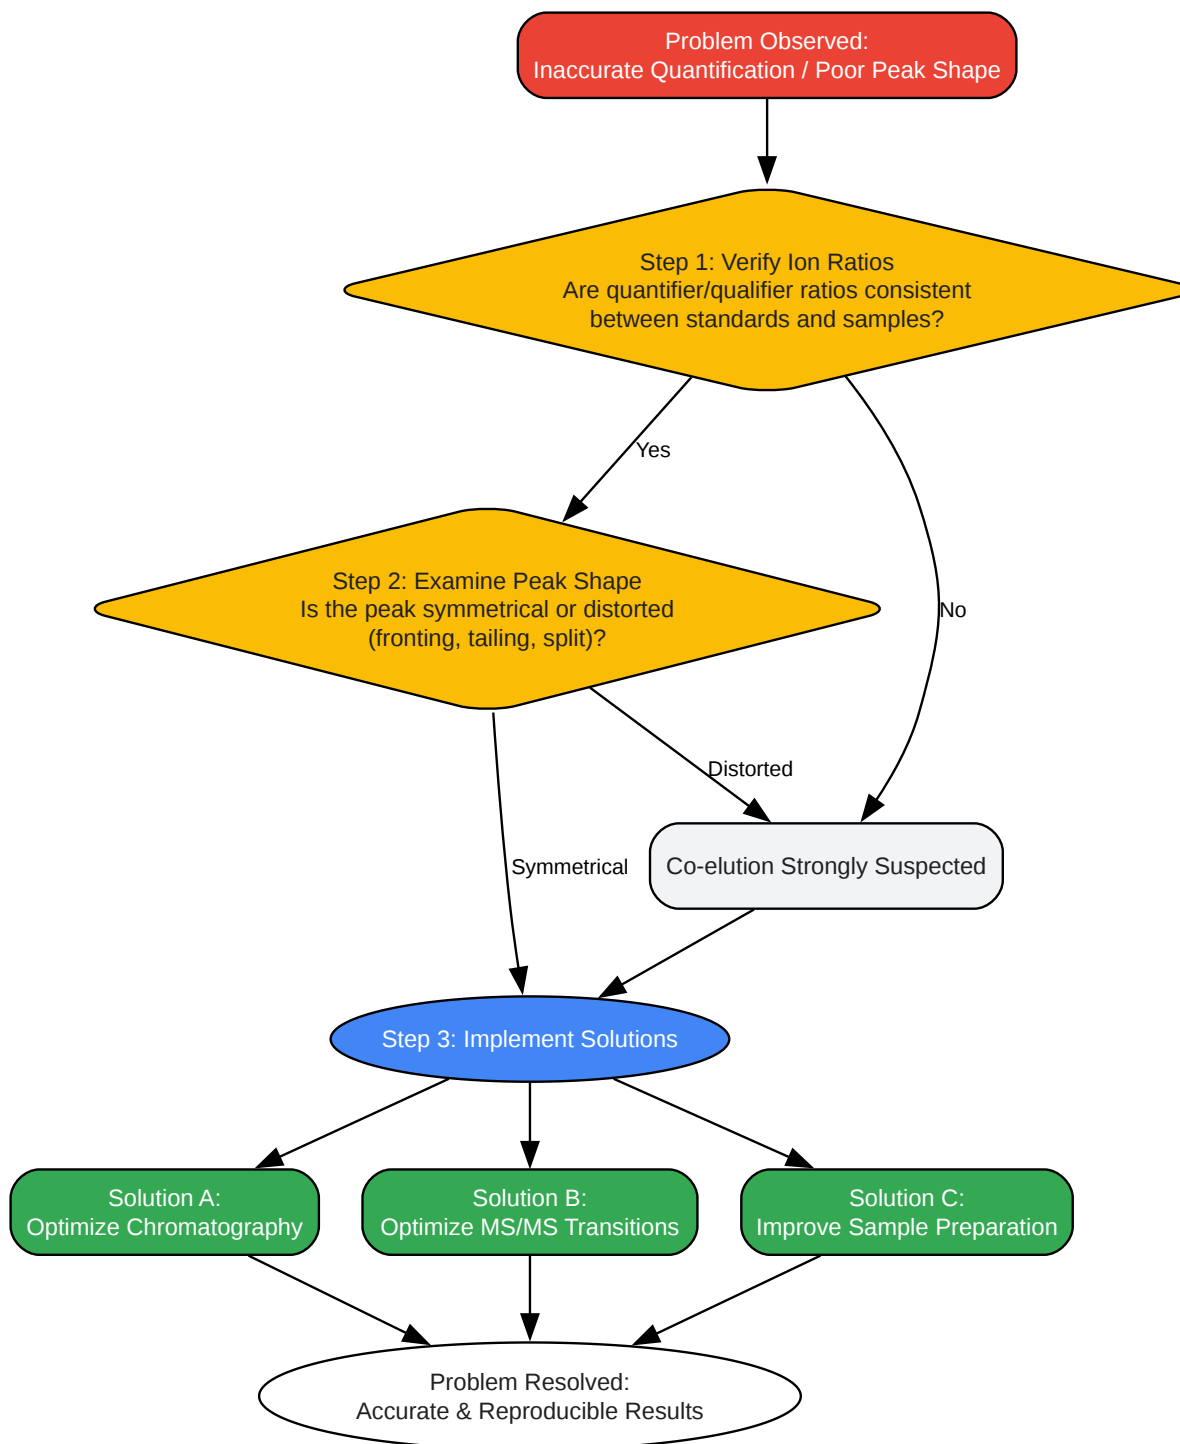 Problem Observed:
Inaccurate Quantification / Poor Peak Shape
Step 1: Verify Ion Ratios
Are quantifier/qualifier ratios consistent
between standards and samples?
Yes
No
Step 2: Examine Peak Shape
Is the peak symmetrical or distorted
(fronting, tailing, split)?
Distorted
Symmetrical
Co-elution Strongly Suspected
Step 3: Implement Solutions
Solution A:
Optimize Chromatography
Solution B:
Optimize MS/MS Transitions
Solution C:
Improve Sample Preparation
Problem Resolved:
Accurate & Reproducible Results